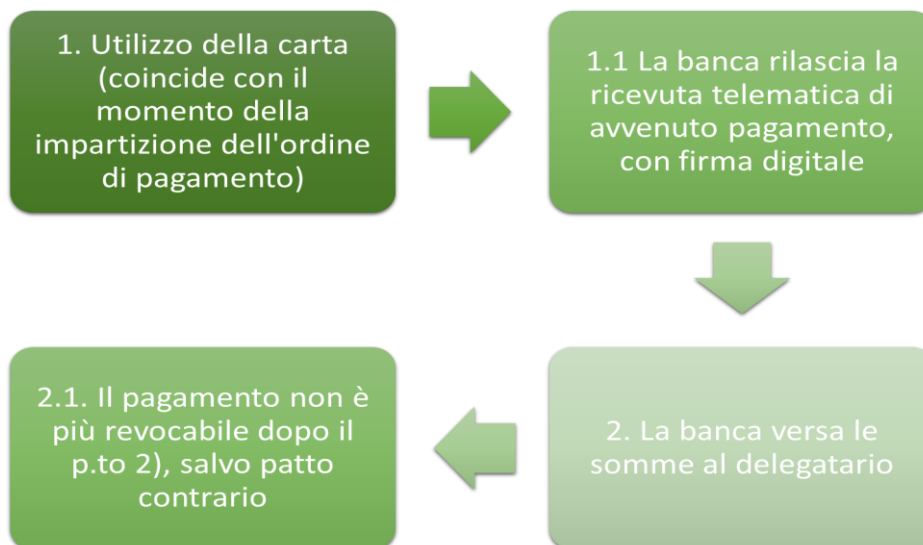 1. Utilizzo della carta
(coincide con il
momento della
impartizione dell'ordine
di pagamento)
1.1 La banca rilascia la
ricevuta telematica di
avvenuto pagamento,
con firma digitale
2. La banca versa le
somme al delegatario
2.1. Il pagamento non è
più revocabile dopo il
p.to 2), salvo patto
contrario